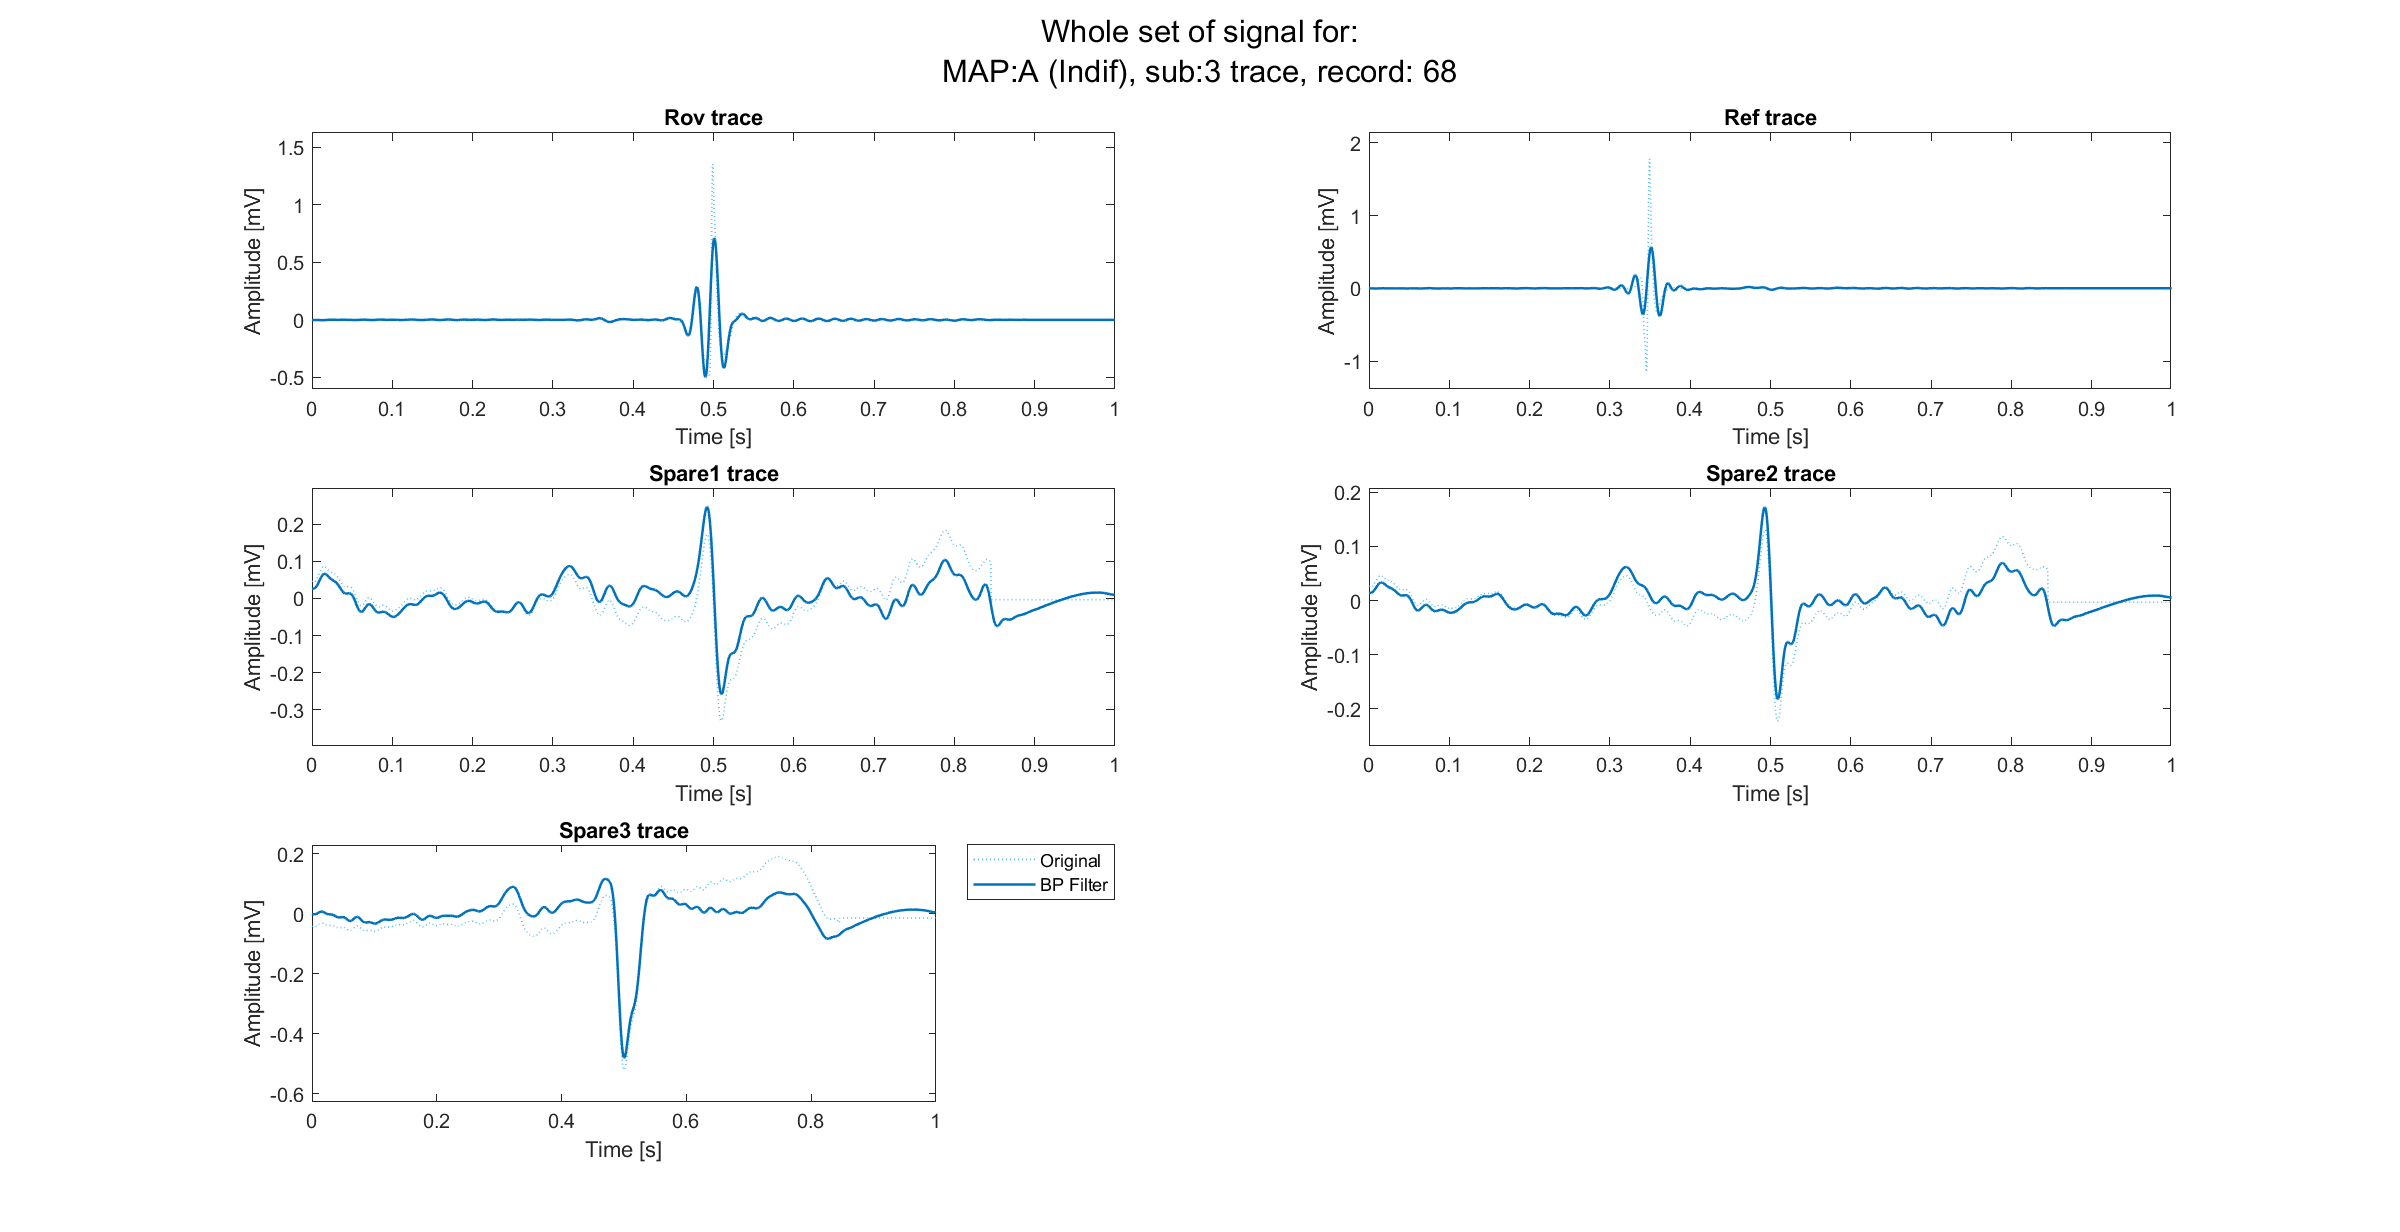 Whole set of signal for:
MAP:A (Indif), sub:3 trace, record: 68
Rov trace
1.5
1
0.5
0
-0.5
Amplitude [mV]
0 0.1 0.2 0.3 0.4 0.5 0.6 0.7 0.8 0.9 1
Time [s]
Ref trace
2
1
0
-1
Amplitude [mV]
0 0.1 0.2 0.3 0.4 0.5 0.6 0.7 0.8 0.9 1
Time [s]
Spare1 trace
0.2
0.1
0
-0.1
-0.2
-0.3
Amplitude [mV]
0 0.1 0.2 0.3 0.4 0.5 0.6 0.7 0.8 0.9 1
Time [s]
Spare2 trace
0.2
0.1
0
-0.1
-0.2
Amplitude [mV]
0 0.1 0.2 0.3 0.4 0.5 0.6 0.7 0.8 0.9 1
Time [s]
Spare3 trace
0.2
0
-0.2
-0.4
-0.6
Amplitude [mV]
0 0.2 0.4 0.6 0.8 1
Time [s]
Original
BP Filter